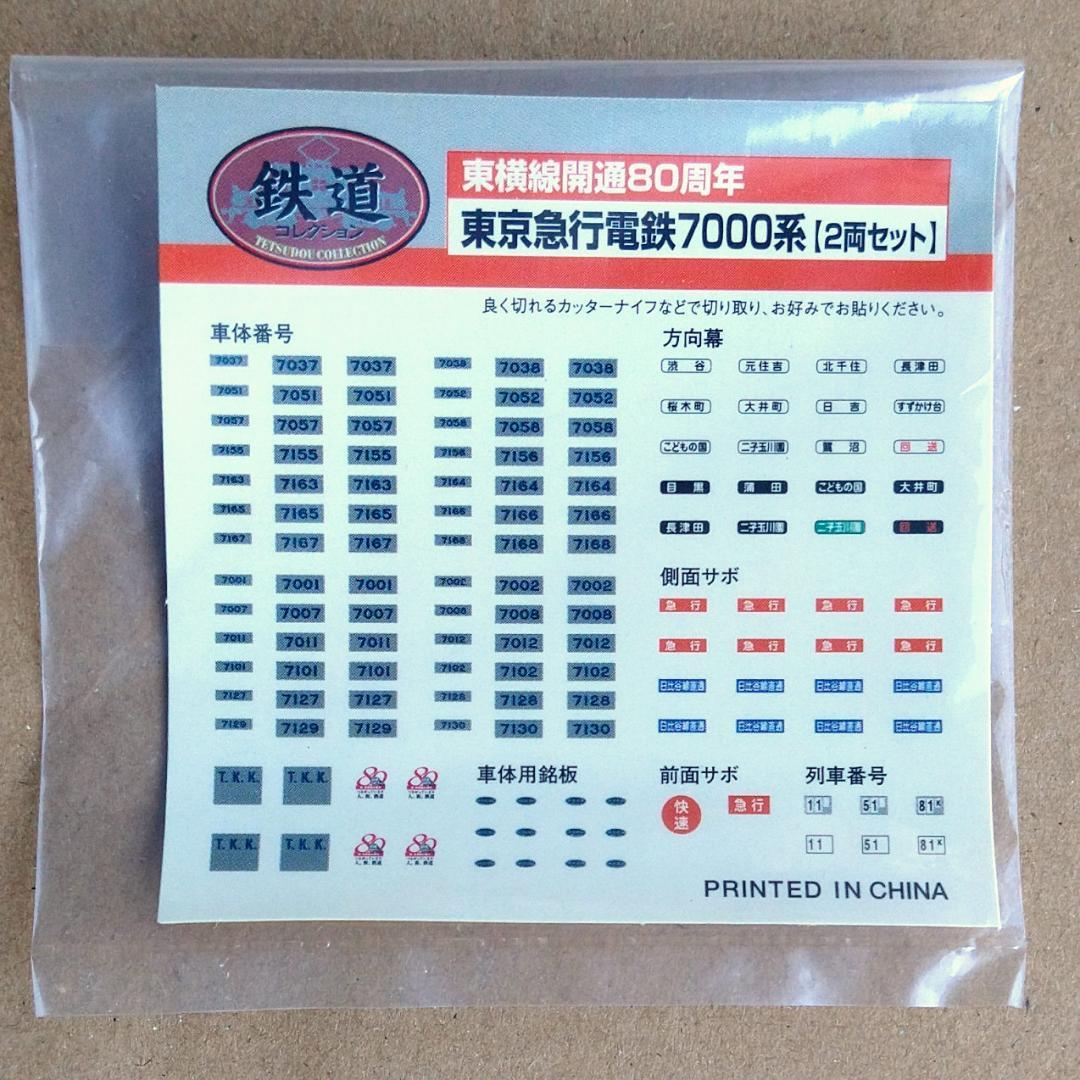 鉄道
コレクション
TETSUDOU COLLECTION
東横線開通80周年
東京急行電鉄7000系【2両セット】
良く切れるカッターナイフなどで切り取り、お好みでお貼りください。
車体番号
7037 7037 7037 7038 7038 7038
7051 7051 7051 7052 7052 7052
7057 7057 7057 7058 7058 7058
7155 7155 7155 7156 7156 7156
7163 7163 7163 7164 7164 7164
7165 7165 7165 7166 7166 7166
7167 7167 7167 7168 7168 7168
7001 7001 7001 7002 7002 7002
7007 7007 7007 7008 7008 7008
7011 7011 7011 7012 7012 7012
7101 7101 7101 7102 7102 7102
7127 7127 7127 7128 7128 7128
7129 7129 7129 7130 7130 7130
方向幕
渋谷 元住吉 北千住 長津田
桜木町 大井町 日吉 すずかけ台
こどもの国 二子玉川園 鷺沼 回送
目黒 蒲田 こどもの国 大井町
長津田 二子玉川園 二子玉川園 回送
側面サボ
急行 急行 急行 急行
急行 急行 急行 急行
日比谷線直通 日比谷線直通 日比谷線直通 日比谷線直通
日比谷線直通 日比谷線直通 日比谷線直通 日比谷線直通
T.K.K. T.K.K. 80 80
T.K.K. T.K.K. 80 80
車体用銘板
前面サボ
快速 急行
列車番号
11 51 81K
11 51 81K
PRINTED IN CHINA